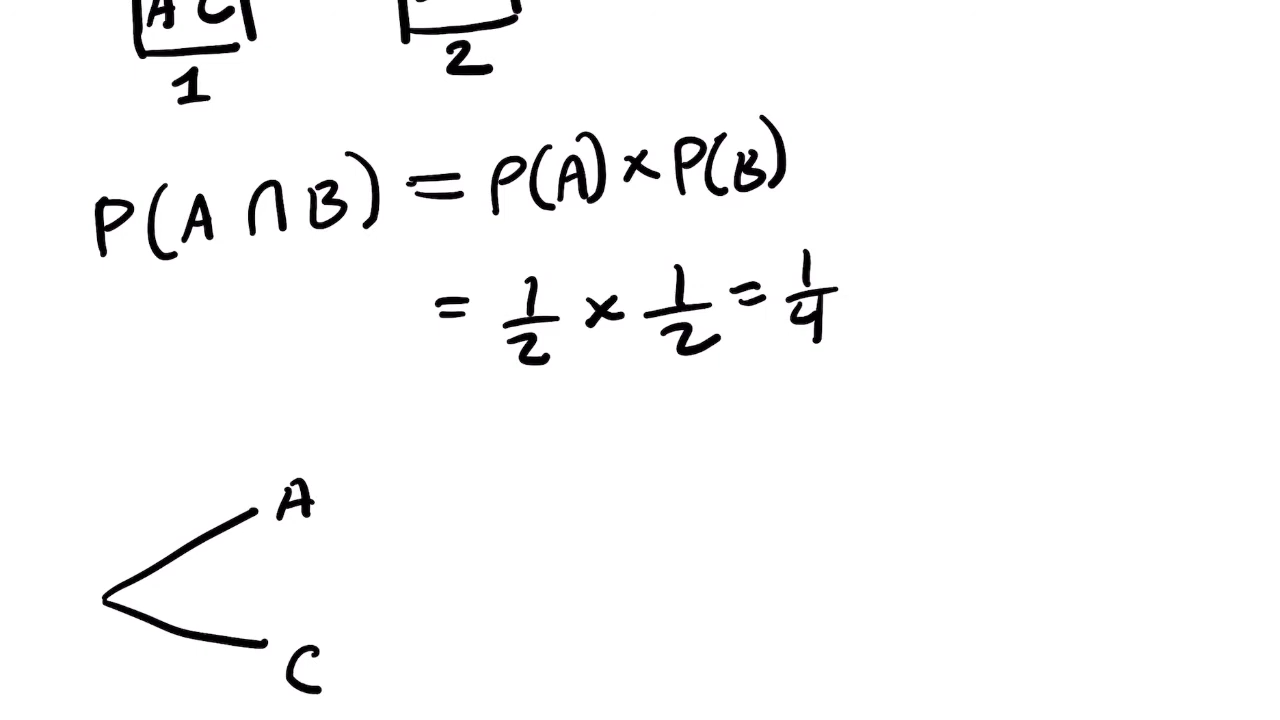 A C
1 2
P(A ∩ B) = P(A) × P(B)
= 1/2 × 1/2 = 1/4
A
C